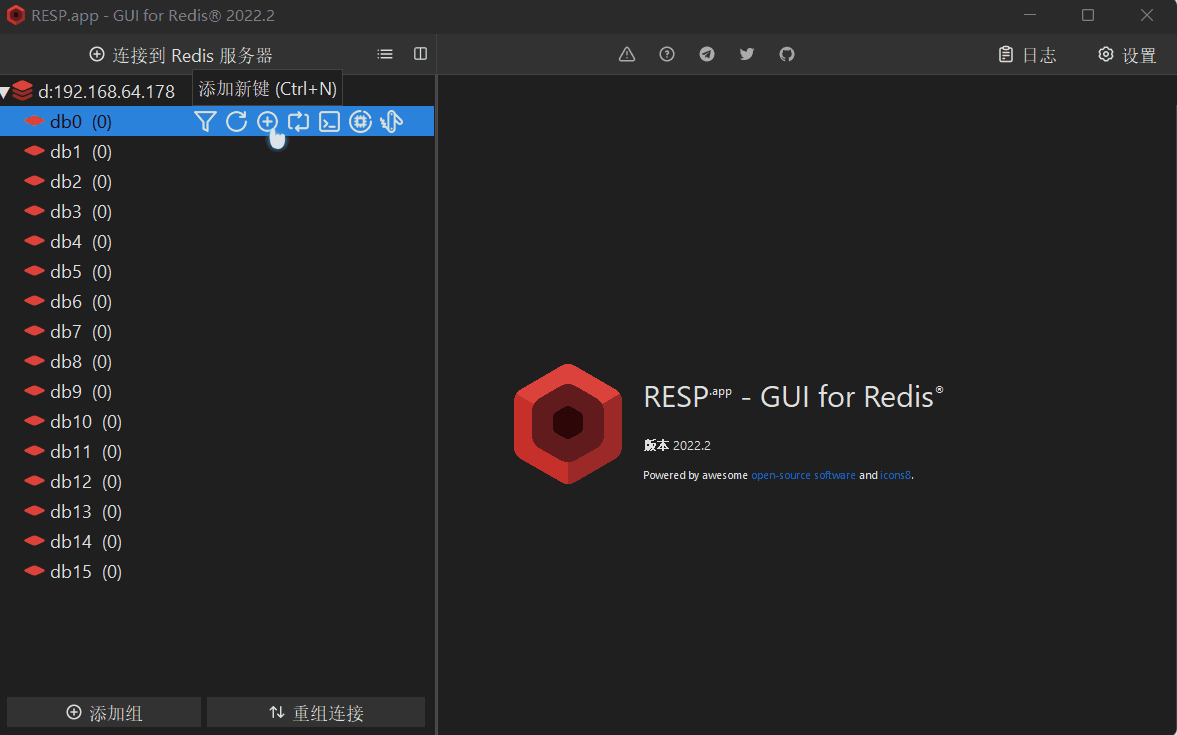 RESP.app - GUI for Redis® 2022.2
连接到 Redis 服务器
日志
设置
d:192.168.64.178
添加新键 (Ctrl+N)
db0 (0)
db1 (0)
db2 (0)
db3 (0)
db4 (0)
db5 (0)
db6 (0)
db7 (0)
db8 (0)
db9 (0)
db10 (0)
db11 (0)
db12 (0)
db13 (0)
db14 (0)
db15 (0)
RESP.app - GUI for Redis®
版本 2022.2
Powered by awesome open-source software and icons8.
添加组
重组连接